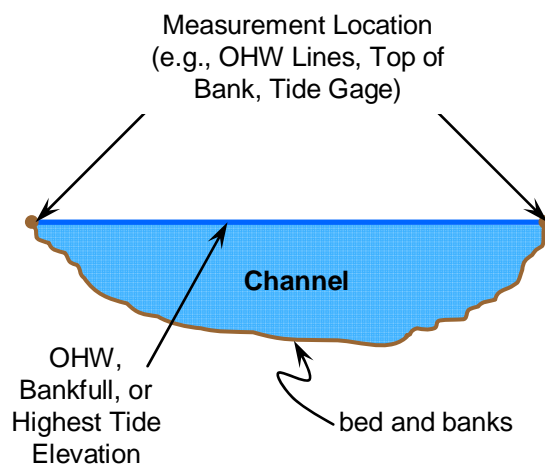 Measurement Location
(e.g., OHW Lines, Top of
Bank, Tide Gage)
Channel
OHW,
Bankfull, or
Highest Tide
Elevation
bed and banks